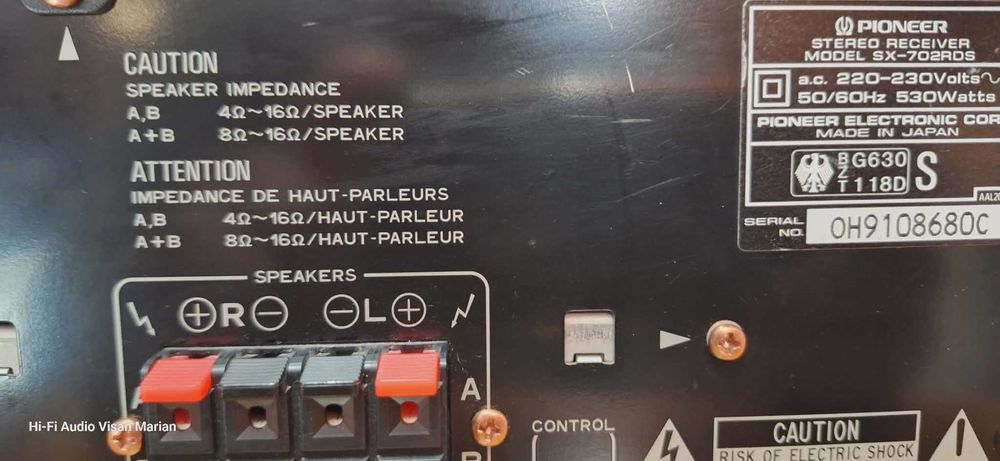 CAUTION
SPEAKER IMPEDANCE
A,B 4Ω~16Ω/SPEAKER
A+B 8Ω~16Ω/SPEAKER
ATTENTION
IMPEDANCE DE HAUT-PARLEURS
A,B 4Ω~16Ω/HAUT-PARLEUR
A+B 8Ω~16Ω/HAUT-PARLEUR
SPEAKERS
⊕R⊖ ⊖L⊕
A
B
PIONEER
STEREO RECEIVER
MODEL SX-702RDS
a.c. 220-230Volts~
50/60Hz 530Watts
PIONEER ELECTRONIC COR
MADE IN JAPAN
BZT G630 118D S
AAL20
SERIAL NO. OH9108680C
CONTROL
CAUTION
RISK OF ELECTRIC SHOCK
Hi-Fi Audio Visan Marian